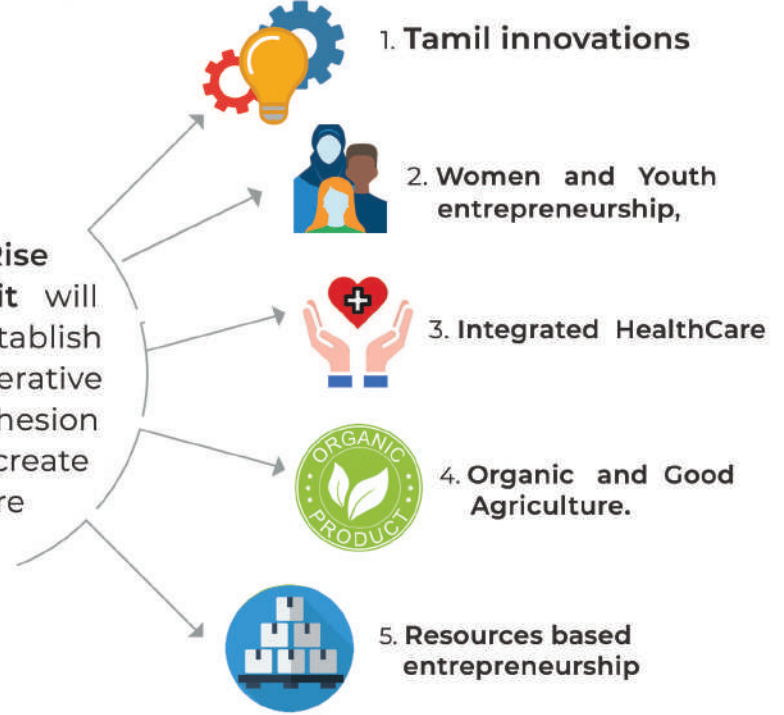 1. Tamil innovations
2. Women and Youth
entrepreneurship,
Rise
it will
tablish
erative
hesion
create
re
3. Integrated HealthCare
ORGANIC
PRODUCT
4. Organic and Good
Agriculture.
5. Resources based
entrepreneurship